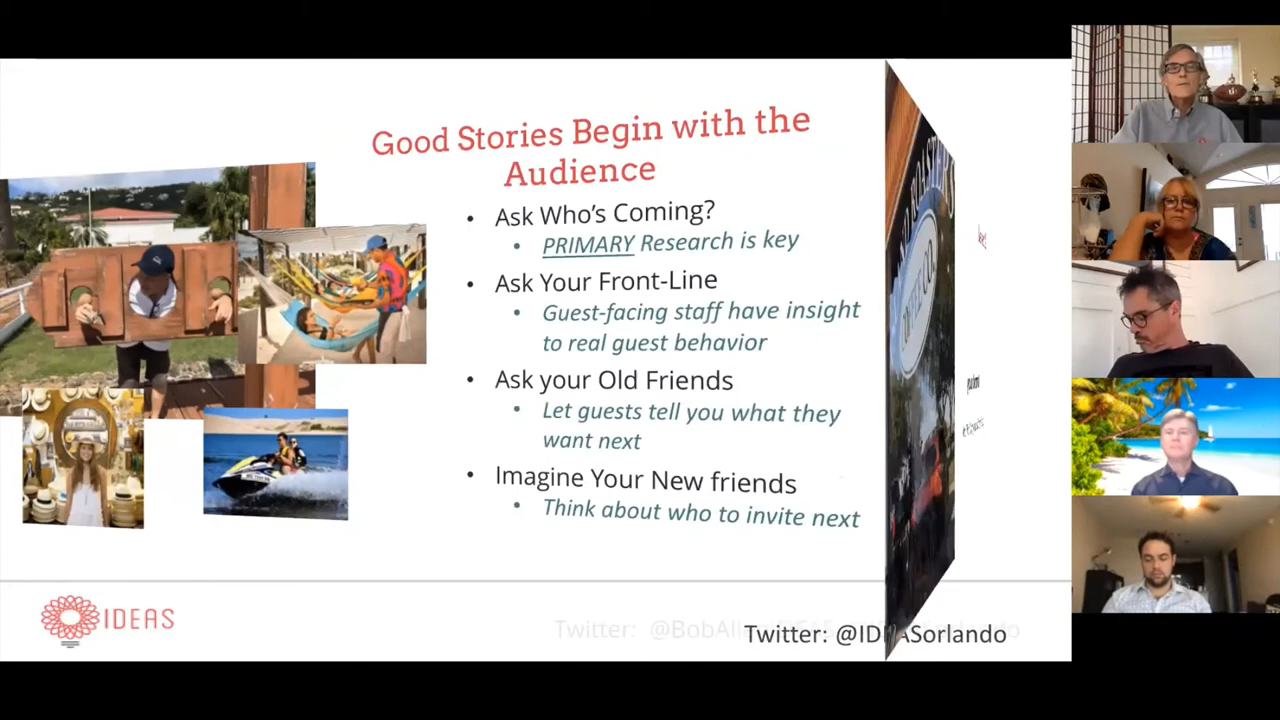 Good Stories Begin with the
Audience
• Ask Who's Coming?
• PRIMARY Research is key
• Ask Your Front-Line
• Guest-facing staff have insight
to real guest behavior
• Ask your Old Friends
• Let guests tell you what they
want next
• Imagine Your New friends
• Think about who to invite next
IDEAS
Twitter:
Twitter: @IDEASorlando